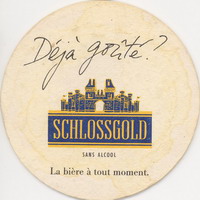 Déjà goûté?
SCHLOSSGOLD
SANS ALCOOL
La bière à tout moment.